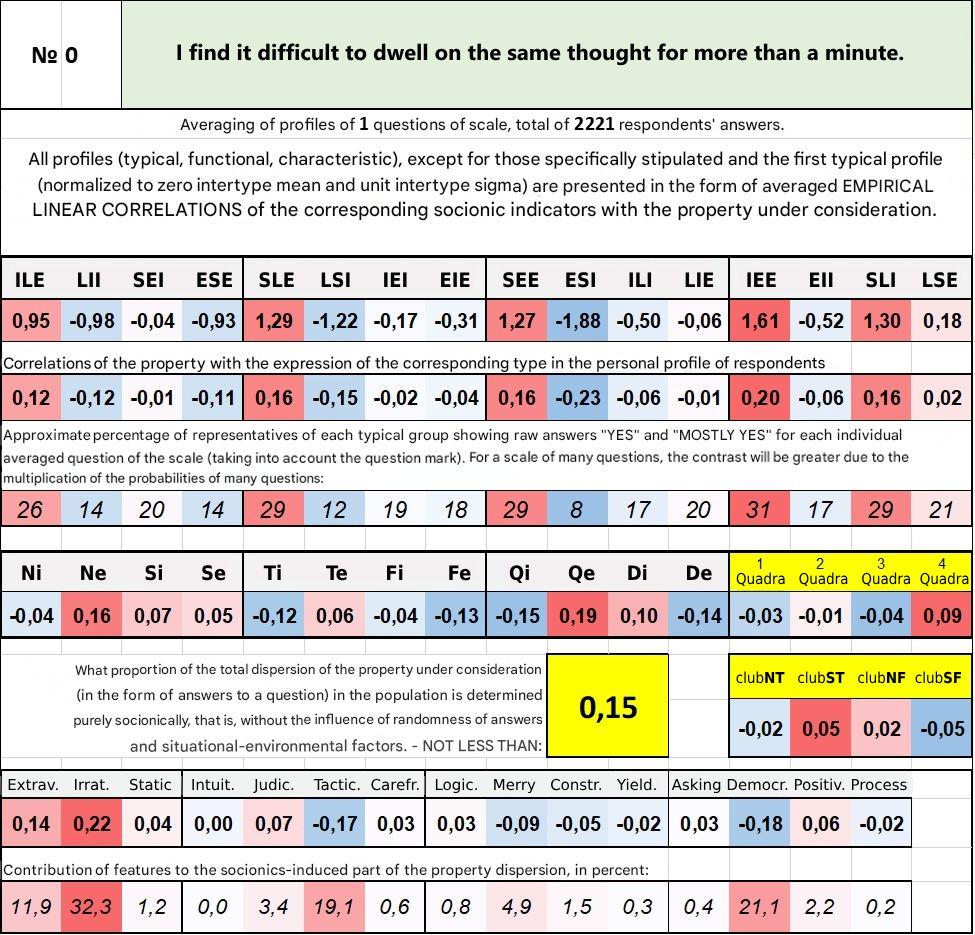 № 0
I find it difficult to dwell on the same thought for more than a minute.
Averaging of profiles of 1 questions of scale, total of 2221 respondents' answers.
All profiles (typical, functional, characteristic), except for those specifically stipulated and the first typical profile
(normalized to zero intertype mean and unit intertype sigma) are presented in the form of averaged EMPIRICAL
LINEAR CORRELATIONS of the corresponding socionic indicators with the property under consideration.
ILE LII SEI ESE SLE LSI IEI EIE SEE ESI ILI LIE IEE EII SLI LSE
0,95 -0,98 -0,04 -0,93 1,29 -1,22 -0,17 -0,31 1,27 -1,88 -0,50 -0,06 1,61 -0,52 1,30 0,18
Correlations of the property with the expression of the corresponding type in the personal profile of respondents
0,12 -0,12 -0,01 -0,11 0,16 -0,15 -0,02 -0,04 0,16 -0,23 -0,06 -0,01 0,20 -0,06 0,16 0,02
Approximate percentage of representatives of each typical group showing raw answers "YES" and "MOSTLY YES" for each individual
averaged question of the scale (taking into account the question mark). For a scale of many questions, the contrast will be greater due to the
multiplication of the probabilities of many questions:
26 14 20 14 29 12 19 18 29 8 17 20 31 17 29 21
Ni Ne Si Se Ti Te Fi Fe Qi Qe Di De 1 Quadra 2 Quadra 3 Quadra 4 Quadra
-0,04 0,16 0,07 0,05 -0,12 0,06 -0,04 -0,13 -0,15 0,19 0,10 -0,14 -0,03 -0,01 -0,04 0,09
What proportion of the total dispersion of the property under consideration
(in the form of answers to a question) in the population is determined
purely socionically, that is, without the influence of randomness of answers
and situational-environmental factors. - NOT LESS THAN:
0,15
clubNT clubST clubNF clubSF
-0,02 0,05 0,02 -0,05
Extrav. Irrat. Static Intuit. Judic. Tactic. Carefr. Logic. Merry Constr. Yield. Asking Democr. Positiv. Process
0,14 0,22 0,04 0,00 0,07 -0,17 0,03 0,03 -0,09 -0,05 -0,02 0,03 -0,18 0,06 -0,02
Contribution of features to the socionics-induced part of the property dispersion, in percent:
11,9 32,3 1,2 0,0 3,4 19,1 0,6 0,8 4,9 1,5 0,3 0,4 21,1 2,2 0,2